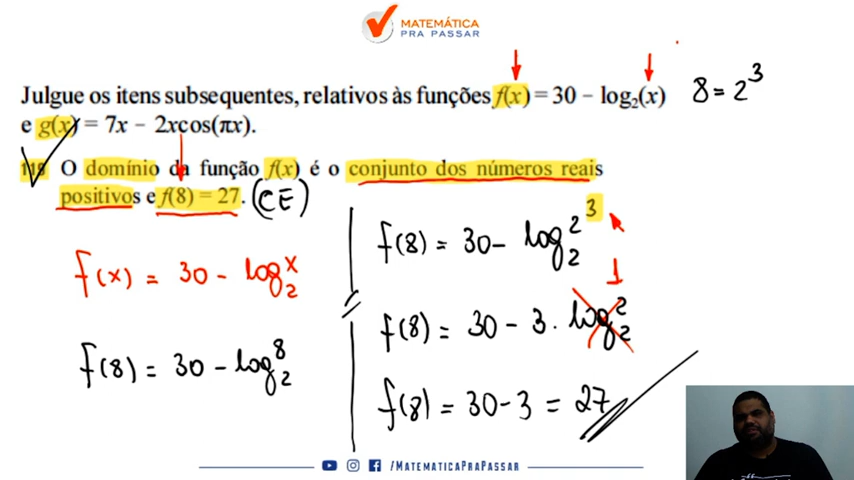 MATEMÁTICA
PRA PASSAR
Julgue os itens subsequentes, relativos às funções f(x) = 30 – log₂(x)
e g(x) = 7x – 2xcos(πx).
8 = 2³
O domínio da função f(x) é o conjunto dos números reais
positivos e f(8) = 27. (CE)
f(x) = 30 - log₂x
f(8) = 30 - log₂8
f(8) = 30 - log₂2³
1
f(8) = 30 - 3 . log₂2
f(8) = 30 - 3 = 27
/MATEMATICAPRAPASSAR